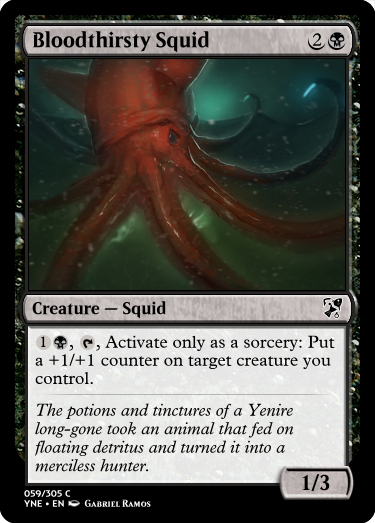 Bloodthirsty Squid 2
Creature — Squid
1, , Activate only as a sorcery: Put
a +1/+1 counter on target creature you
control.
The potions and tinctures of a Yenire
long-gone took an animal that fed on
floating detritus and turned it into a
merciless hunter.
1/3
059/305 C
YNE • EN Gabriel Ramos